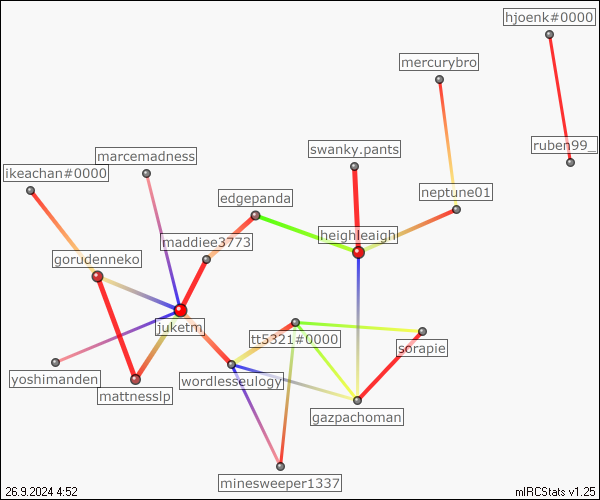 hjoenk#0000
mercurybro
ruben99_
swanky.pants
marcemadness
ikeachan#0000
neptune01
edgepanda
heighleaigh
maddiee3773
gorudenneko
juketm
tt5321#0000
sorapie
yoshimanden
wordlesseulogy
mattnesslp
gazpachoman
minesweeper1337
26.9.2024 4:52
mIRCStats v1.25